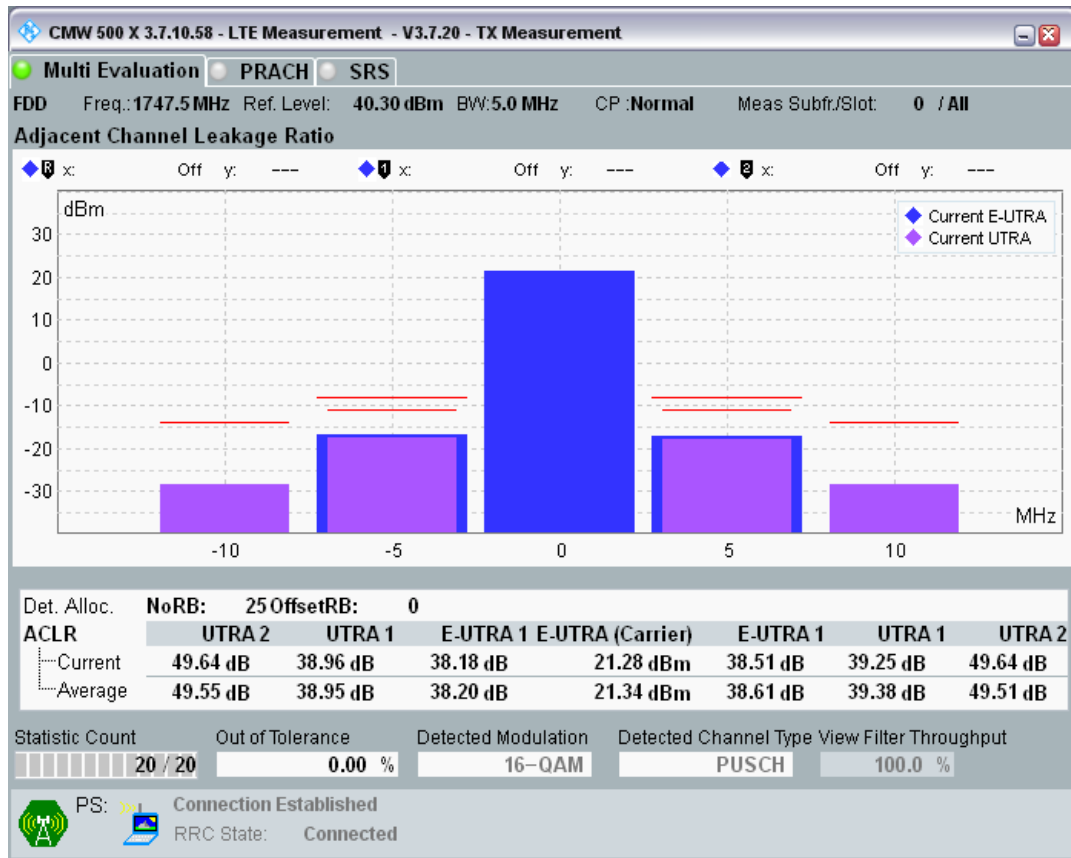 CMW 500 X 3.7.10.58 - LTE Measurement - V3.7.20 - TX Measurement
Multi Evaluation PRACH SRS
FDD Freq.:1747.5 MHz Ref. Level: 40.30 dBm BW:5.0 MHz CP :Normal Meas Subfr./Slot: 0 / All
Adjacent Channel Leakage Ratio
R x: Off y: --- 1 x: Off y: --- 2 x: Off y: ---
dBm
Current E-UTRA
Current UTRA
30
20
10
0
-10
-20
-30
MHz
-10 -5 0 5 10
Det. Alloc. NoRB: 25 OffsetRB: 0
ACLR UTRA 2 UTRA 1 E-UTRA 1 E-UTRA (Carrier) E-UTRA 1 UTRA 1 UTRA 2
Current 49.64 dB 38.96 dB 38.18 dB 21.28 dBm 38.51 dB 39.25 dB 49.64 dB
Average 49.55 dB 38.95 dB 38.20 dB 21.34 dBm 38.61 dB 39.38 dB 49.51 dB
Statistic Count Out of Tolerance Detected Modulation Detected Channel Type View Filter Throughput
20 / 20 0.00 % 16-QAM PUSCH 100.0 %
PS: Connection Established
RRC State: Connected